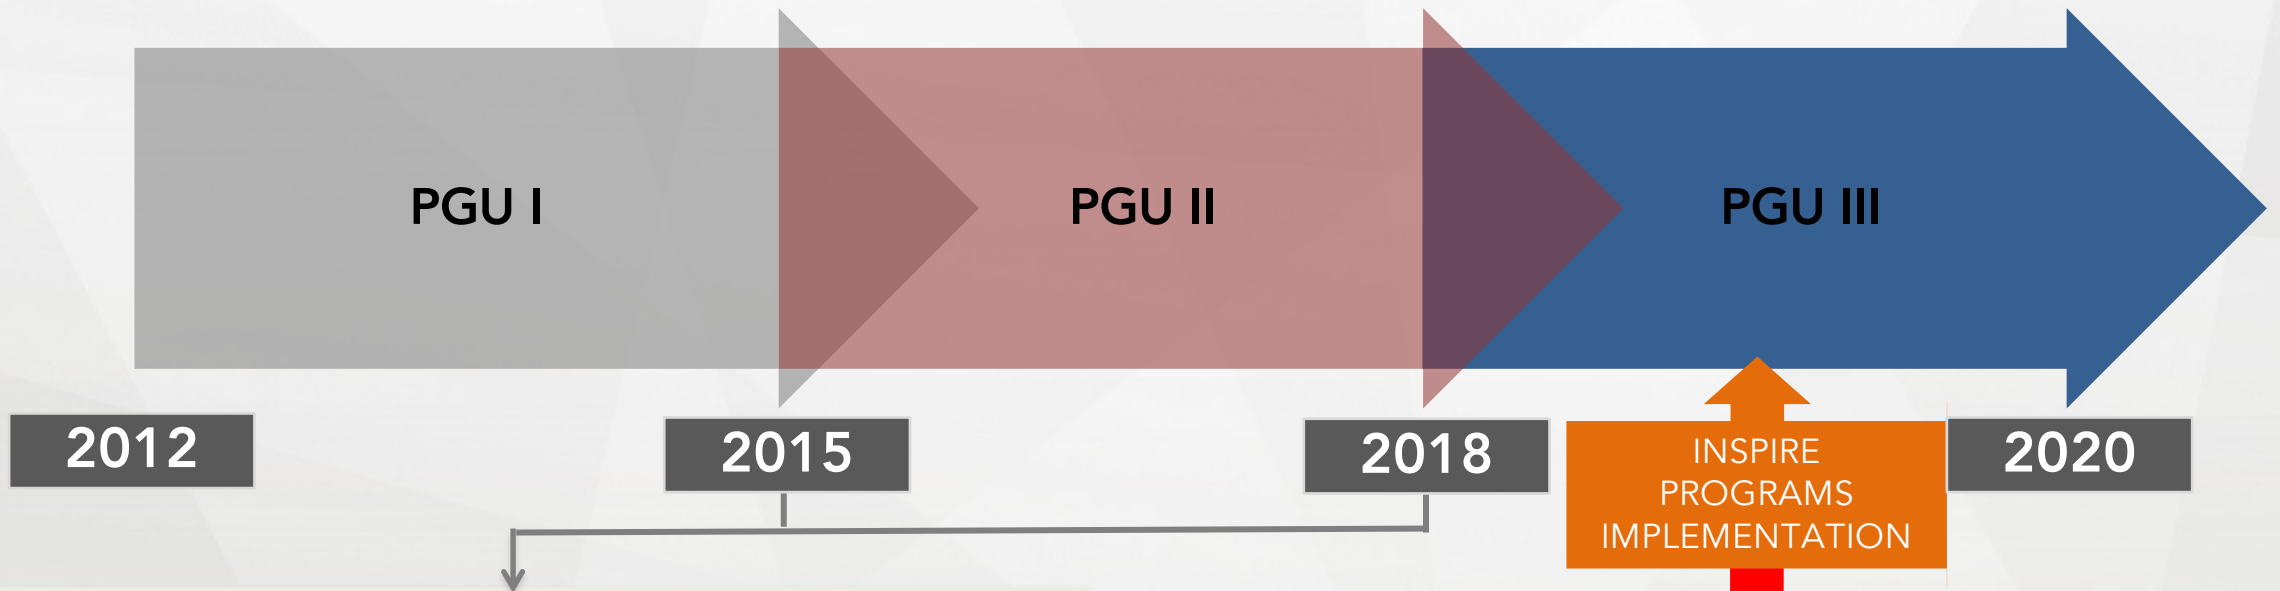 PGU I
PGU II
PGU III
2012
2015
2018
INSPIRE
PROGRAMS
IMPLEMENTATION
2020